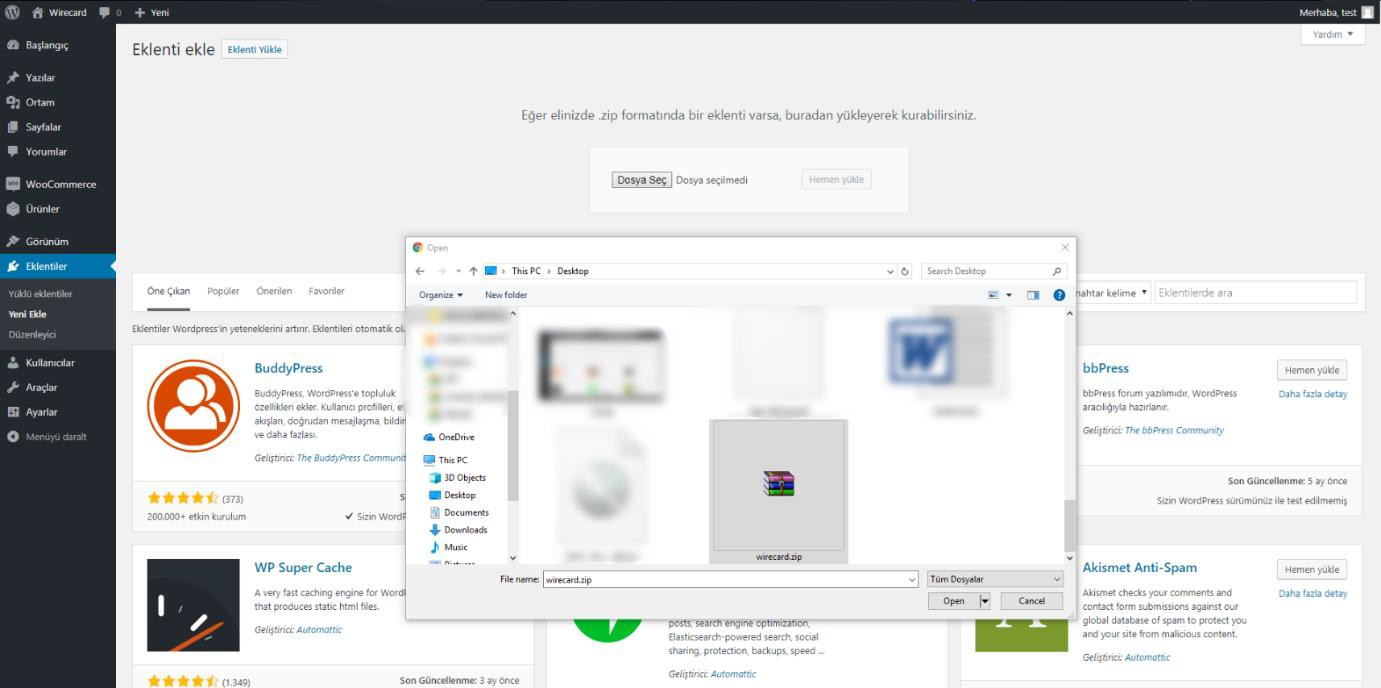 Wirecard 0 Yeni
Merhaba, test
Başlangıç
Yazılar
Ortam
Sayfalar
Yorumlar
WooCommerce
Ürünler
Görünüm
Eklentiler
Yüklü eklentiler
Yeni Ekle
Düzenleyici
Kullanıcılar
Araçlar
Ayarlar
Menüyü daralt
Eklenti ekle Eklenti Yükle
Yardım
Eğer elinizde .zip formatında bir eklenti varsa, buradan yükleyerek kurabilirsiniz.
Dosya Seç Dosya seçilmedi Hemen yükle
Open
This PC > Desktop
Search Desktop
Organize New folder
OneDrive
This PC
3D Objects
Desktop
Documents
Downloads
Music
wirecard.zip
File name: wirecard.zip
Tüm Dosyalar
Open Cancel
Öne Çıkan Popüler Önerilen Favoriler
nahtar kelime Eklentilerde ara
Eklentiler Wordpress'in yeteneklerini artırır. Eklentileri otomatik ola
BuddyPress
BuddyPress, WordPress'e topluluk
özellikleri ekler. Kullanıcı profilleri, e
akışları, doğrudan mesajlaşma, bildir
ve daha fazlası.
Geliştirici: The BuddyPress Communit
(373)
200.000+ etkin kurulum
Sizin WordP
bbPress
Hemen yükle
Daha fazla detay
bbPress forum yazılımıdır, WordPress
aracılığıyla hazırlanır.
Geliştirici: The bbPress Community
Son Güncellenme: 5 ay önce
Sizin WordPress sürümünüz ile test edilmemiş
WP Super Cache
A very fast caching engine for WordP
that produces static html files.
Geliştirici: Automattic
(1.349)
Son Güncellenme: 3 ay önce
posts, search engine optimization,
Elasticsearch-powered search, social
sharing, protection, backups, speed ...
Geliştirici: Automattic
Akismet Anti-Spam
Hemen yükle
Daha fazla detay
Akismet checks your comments and
contact form submissions against our
global database of spam to protect you
and your site from malicious content.
Geliştirici: Automattic